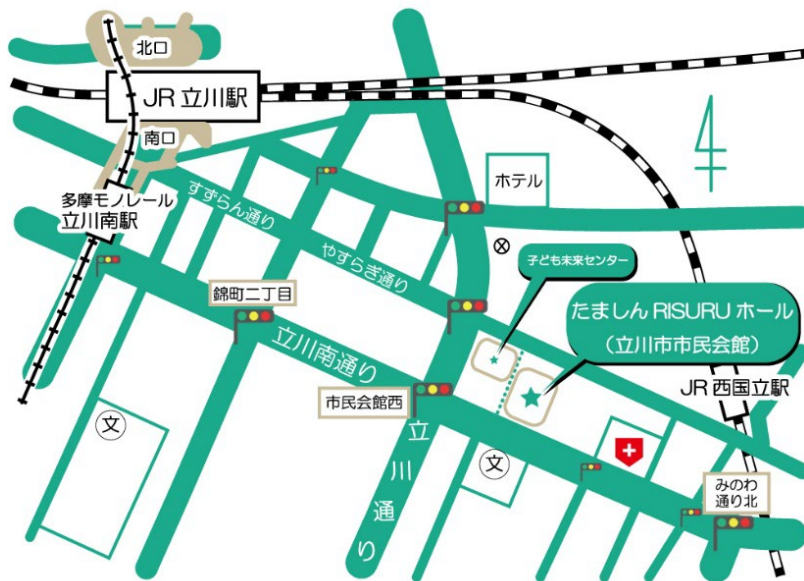 北口
JR 立川駅
南口
多摩モノレール
立川南駅
すずらん通り
やすらぎ通り
ホテル
子ども未来センター
錦町二丁目
たましん RISURU ホール
(立川市市民会館)
立川南通り
JR 西国立駅
市民会館西
立川通り
文
文
みのわ
通り北